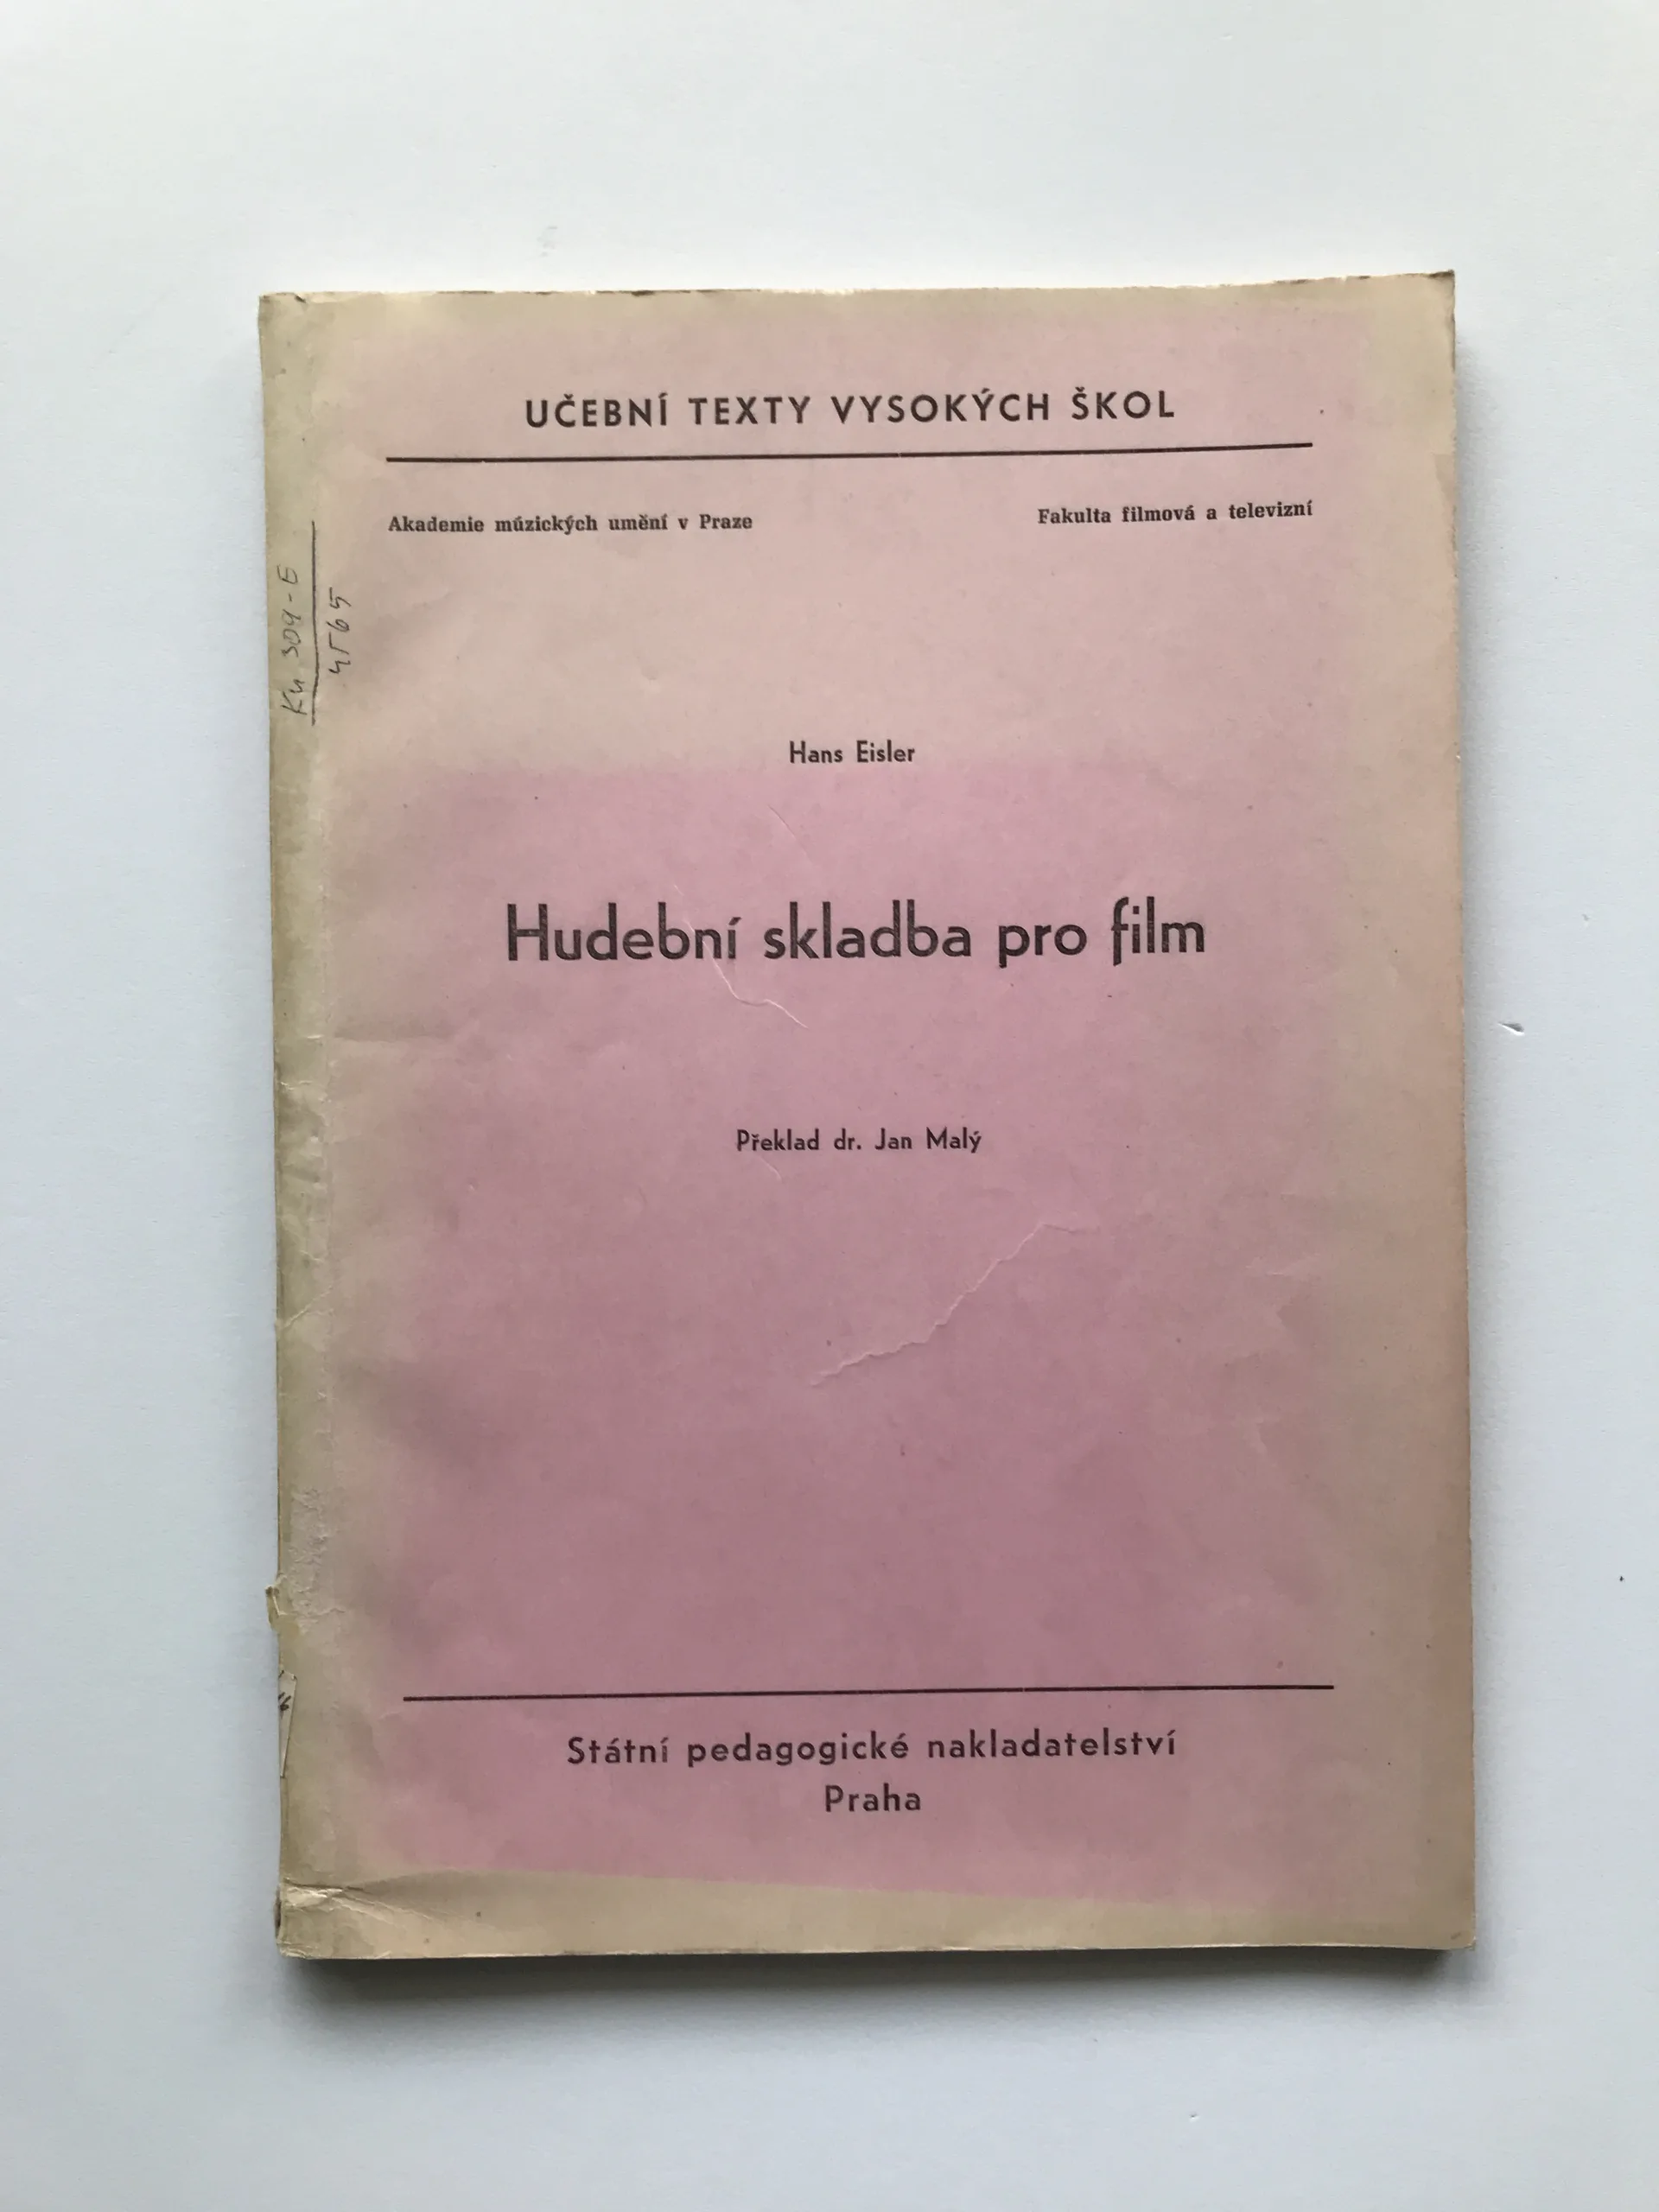 UČEBNÍ TEXTY VYSOKÝCH ŠKOL
Akademie múzických umění v Praze
Fakulta filmová a televizní
Hans Eisler
Hudební skladba pro film
Překlad dr. Jan Malý
Státní pedagogické nakladatelství
Praha